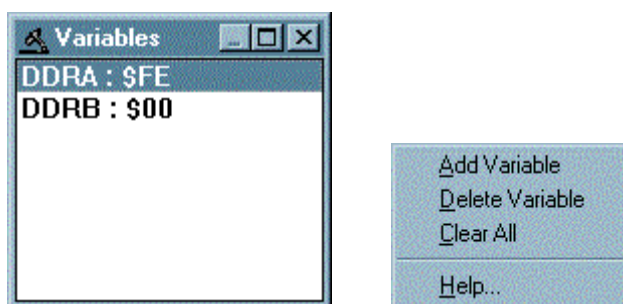 Variables
DDRA : $FE
DDRB : $00
Add Variable
Delete Variable
Clear All
Help...